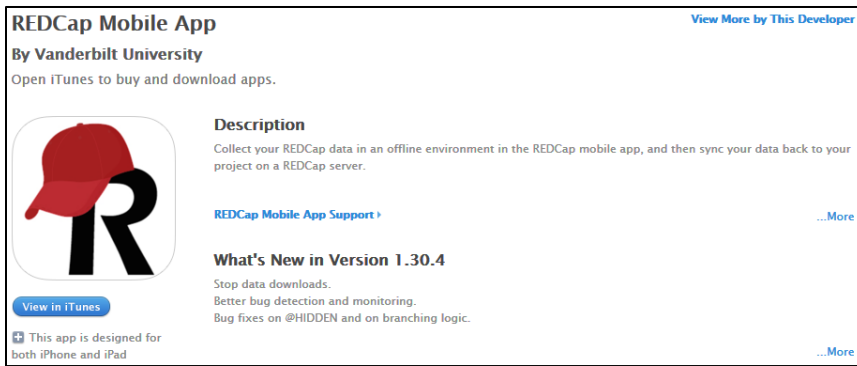 REDCap Mobile App
View More by This Developer
By Vanderbilt University
Open iTunes to buy and download apps.
R
Description
Collect your REDCap data in an offline environment in the REDCap mobile app, and then sync your data back to your
project on a REDCap server.
REDCap Mobile App Support
...More
What's New in Version 1.30.4
Stop data downloads.
Better bug detection and monitoring.
Bug fixes on @HIDDEN and on branching logic.
...More
View in iTunes
This app is designed for
both iPhone and iPad